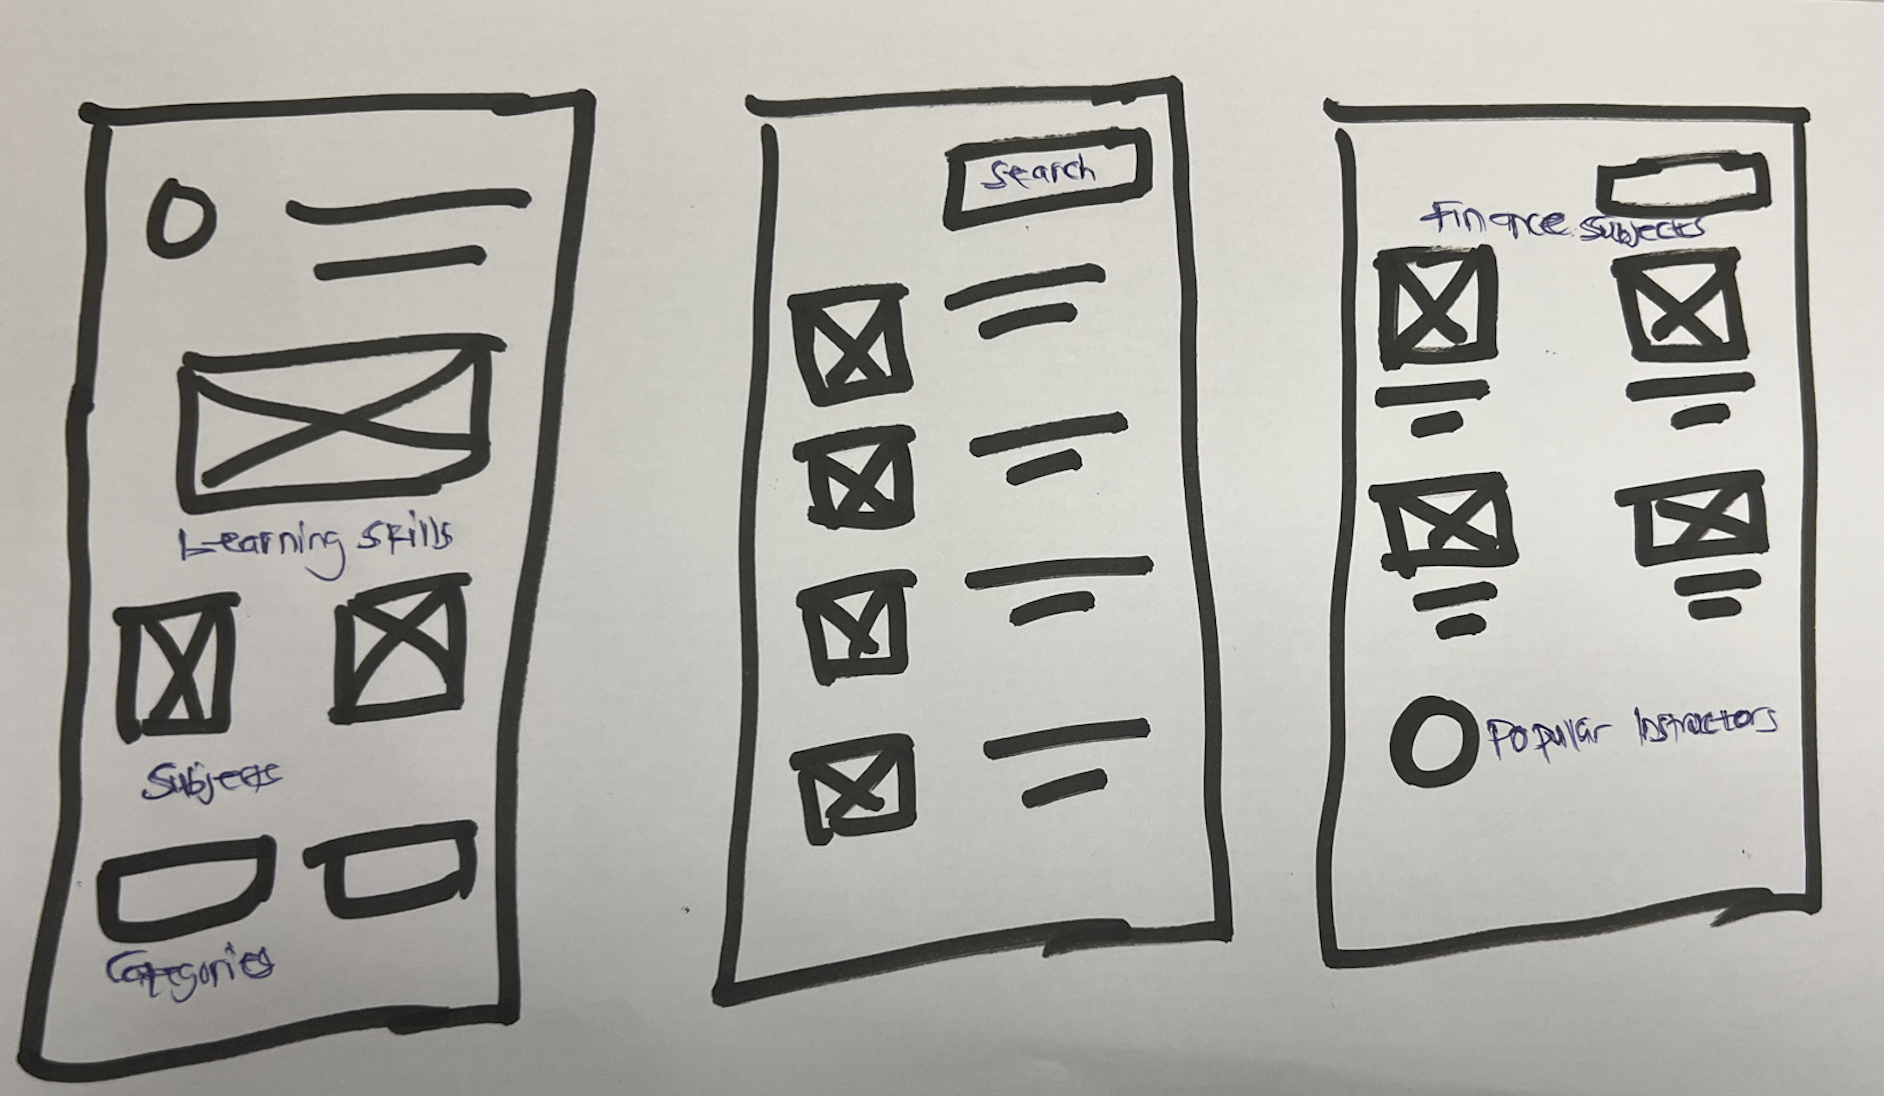 Learning Skills
Subjects
Categories
Search
Finance Subjects
Popular Instructors